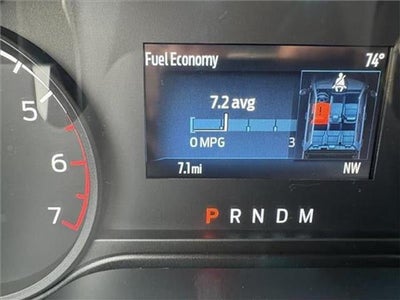 Fuel Economy 74°
7.2 avg
0 MPG 3
7.1 mi NW
5
6
7
P R N D M